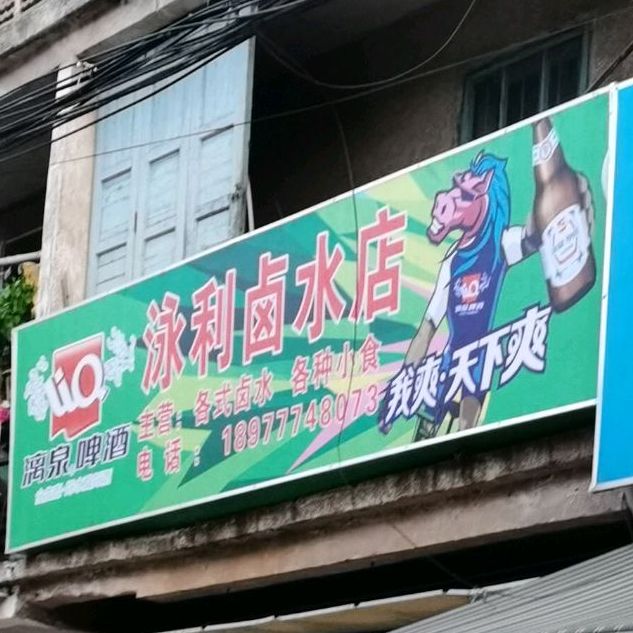 泳利卤水店
主营：各式卤水 各种小食
电话：18977748073
漓泉啤酒
我爽·天下爽